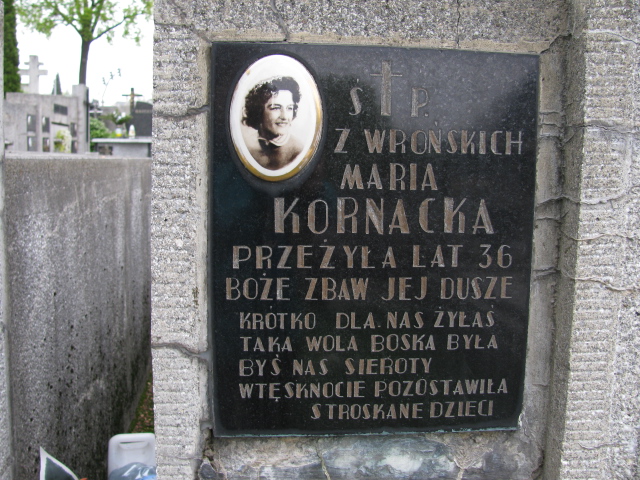 Ś P.
Z WROŃSKICH
MARIA
KORNACKA
PRZEŻYŁA LAT 36
BOŻE ZBAW JEJ DUSZE
KRÓTKO DLA. NAS ŻYŁAŚ
TAKA WOLA BOSKA BYŁA
BYŚ NAS SIEROTY
WTĘSKNOCIE POZOSTAWIŁA
STROSKANE DZIECI